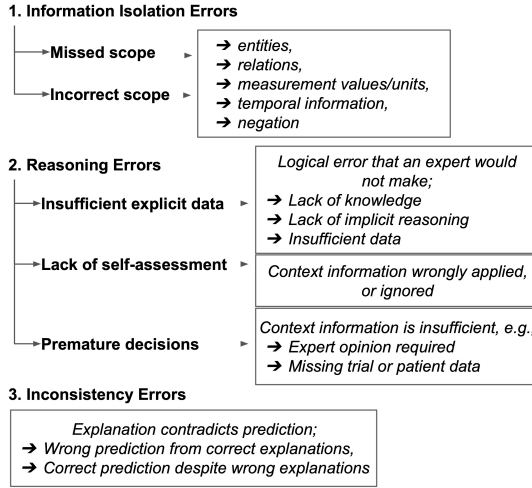 1. Information Isolation Errors
Missed scope
Incorrect scope
➔ entities,
➔ relations,
➔ measurement values/units,
➔ temporal information,
➔ negation
2. Reasoning Errors
Insufficient explicit data
Logical error that an expert would
not make;
➔ Lack of knowledge
➔ Lack of implicit reasoning
➔ Insufficient data
Lack of self-assessment
Context information wrongly applied,
or ignored
Premature decisions
Context information is insufficient, e.g.,
➔ Expert opinion required
➔ Missing trial or patient data
3. Inconsistency Errors
Explanation contradicts prediction;
➔ Wrong prediction from correct explanations,
➔ Correct prediction despite wrong explanations